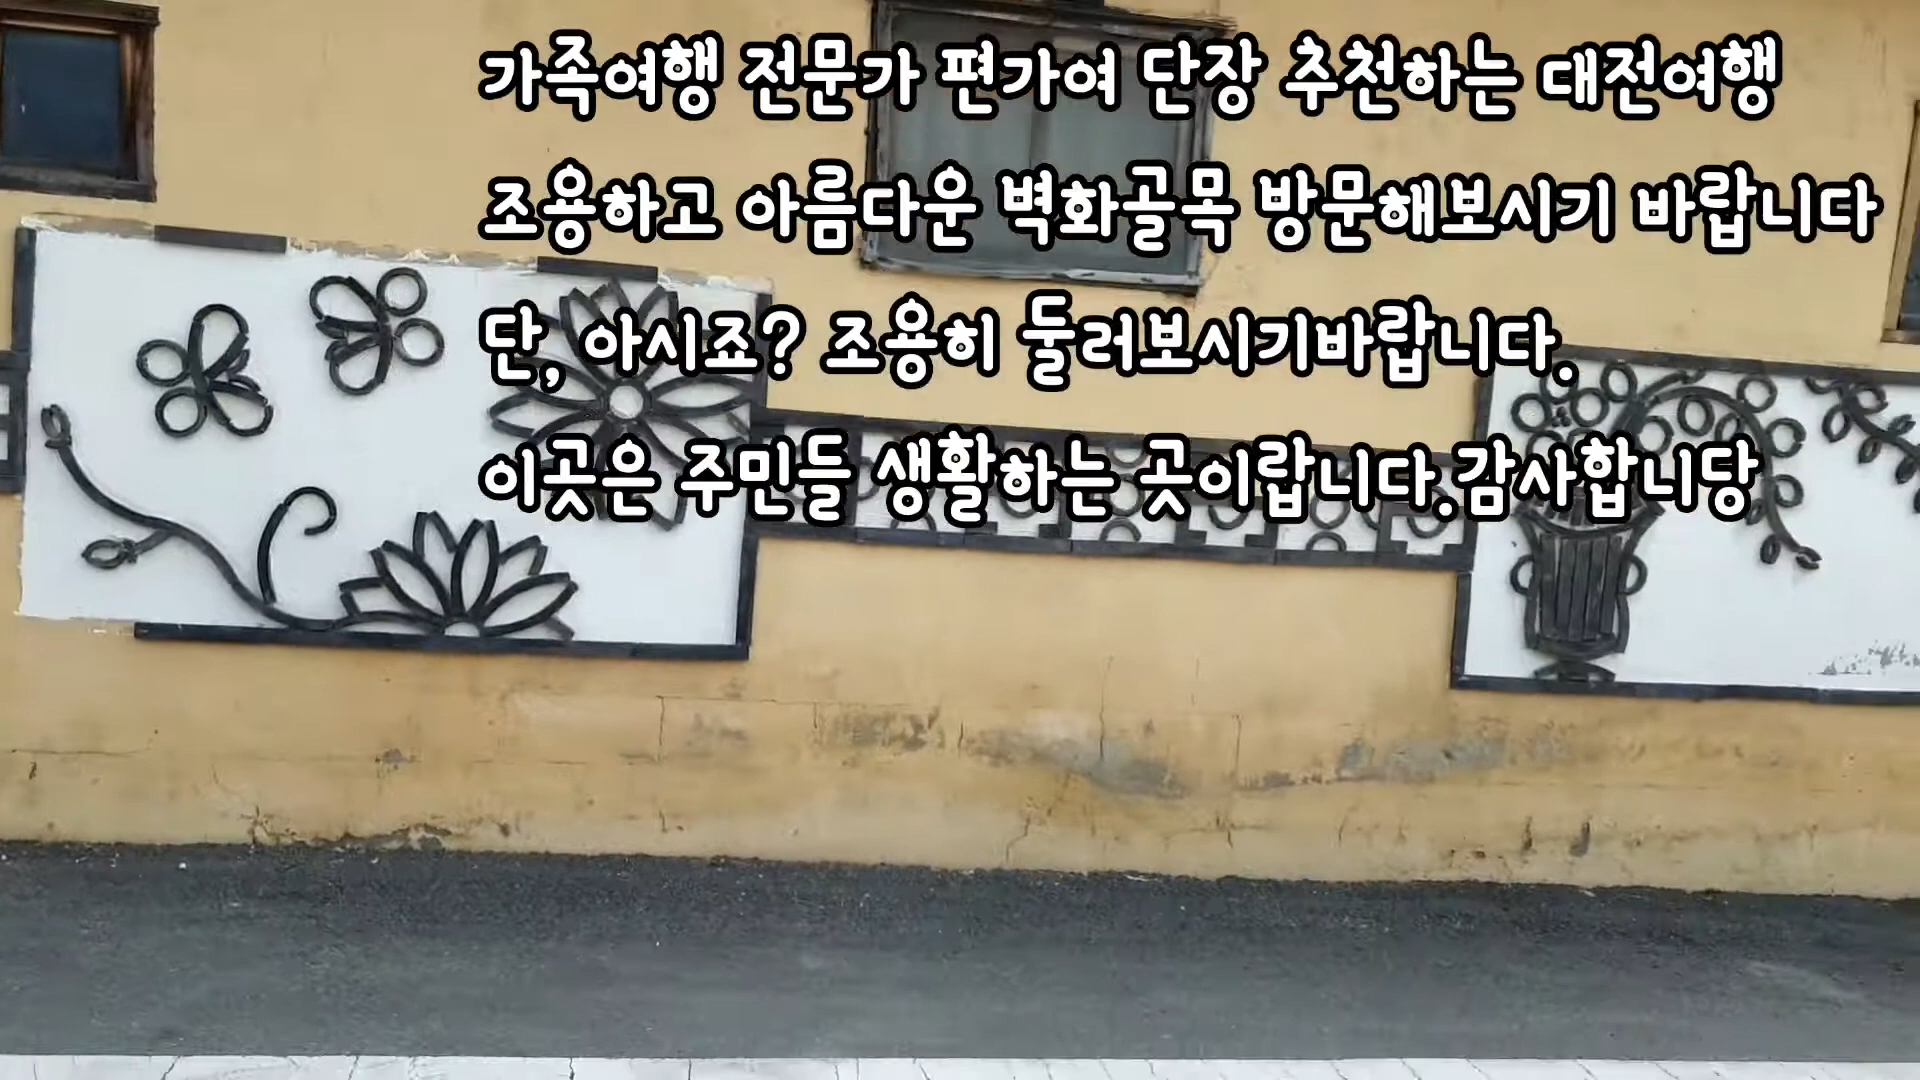 가족여행 전문가 편가여 단장 추천하는 대전여행
조용하고 아름다운 벽화골목 방문해보시기 바랍니다
단, 아시죠? 조용히 둘러보시기바랍니다.
이곳은 주민들 생활하는 곳이랍니다.감사합니당